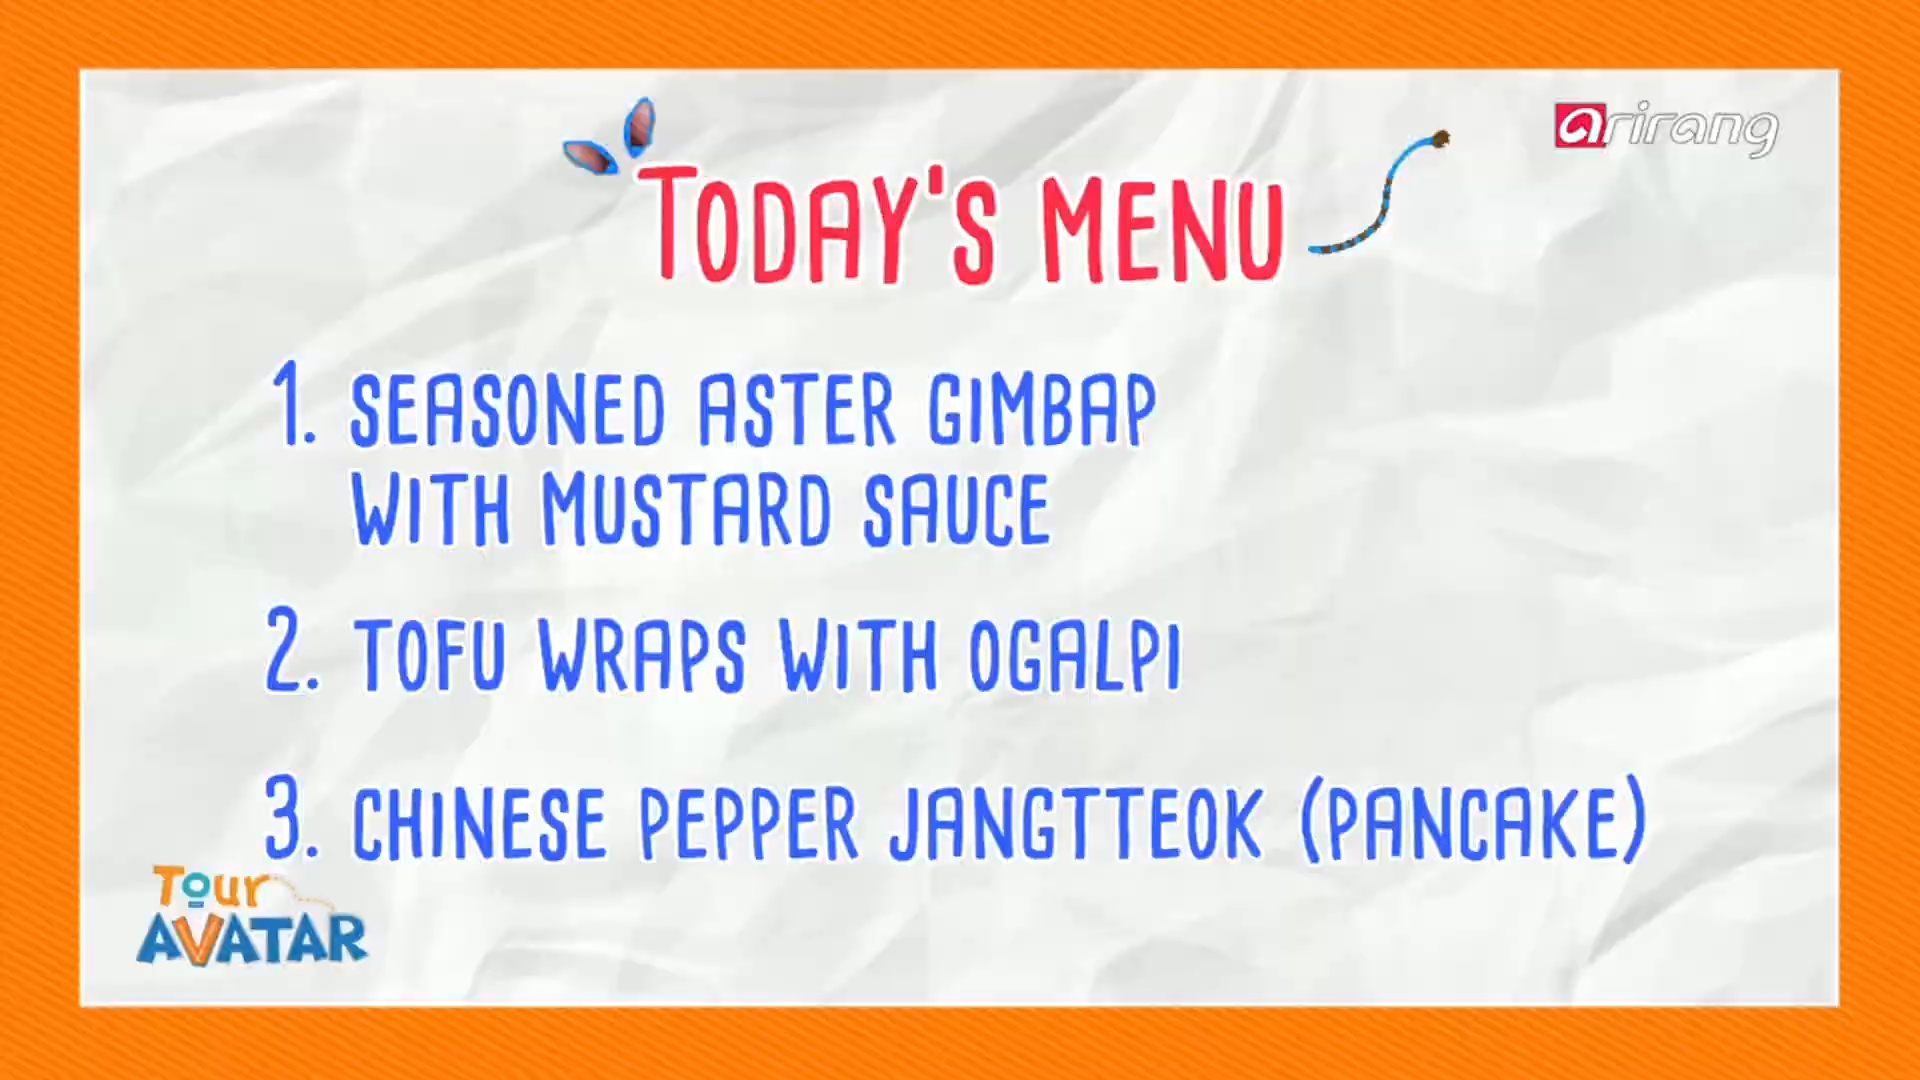 arirang
TODAY'S MENU
1. SEASONED ASTER GIMBAP
WITH MUSTARD SAUCE
2. TOFU WRAPS WITH OGALPI
3. CHINESE PEPPER JANGTTEOK (PANCAKE)
Tour
AVATAR